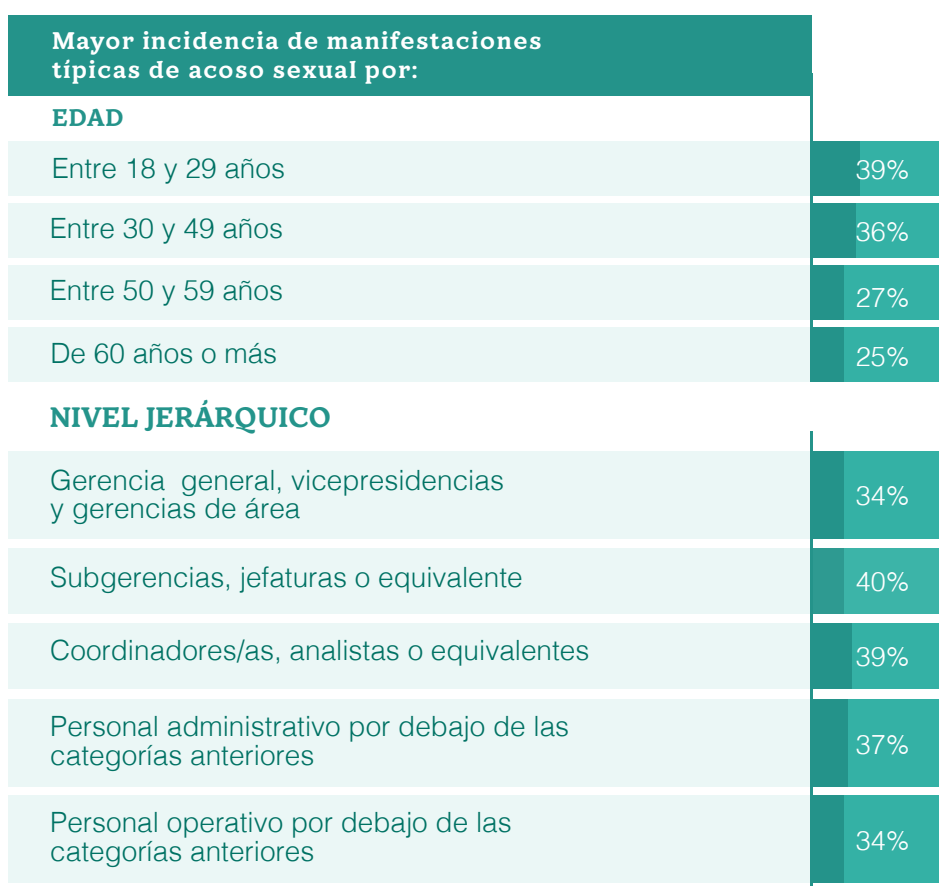 Mayor incidencia de manifestaciones
típicas de acoso sexual por:
EDAD
Entre 18 y 29 años 39%
Entre 30 y 49 años 36%
Entre 50 y 59 años 27%
De 60 años o más 25%
NIVEL JERÁRQUICO
Gerencia general, vicepresidencias
y gerencias de área 34%
Subgerencias, jefaturas o equivalente 40%
Coordinadores/as, analistas o equivalentes 39%
Personal administrativo por debajo de las
categorías anteriores 37%
Personal operativo por debajo de las
categorías anteriores 34%